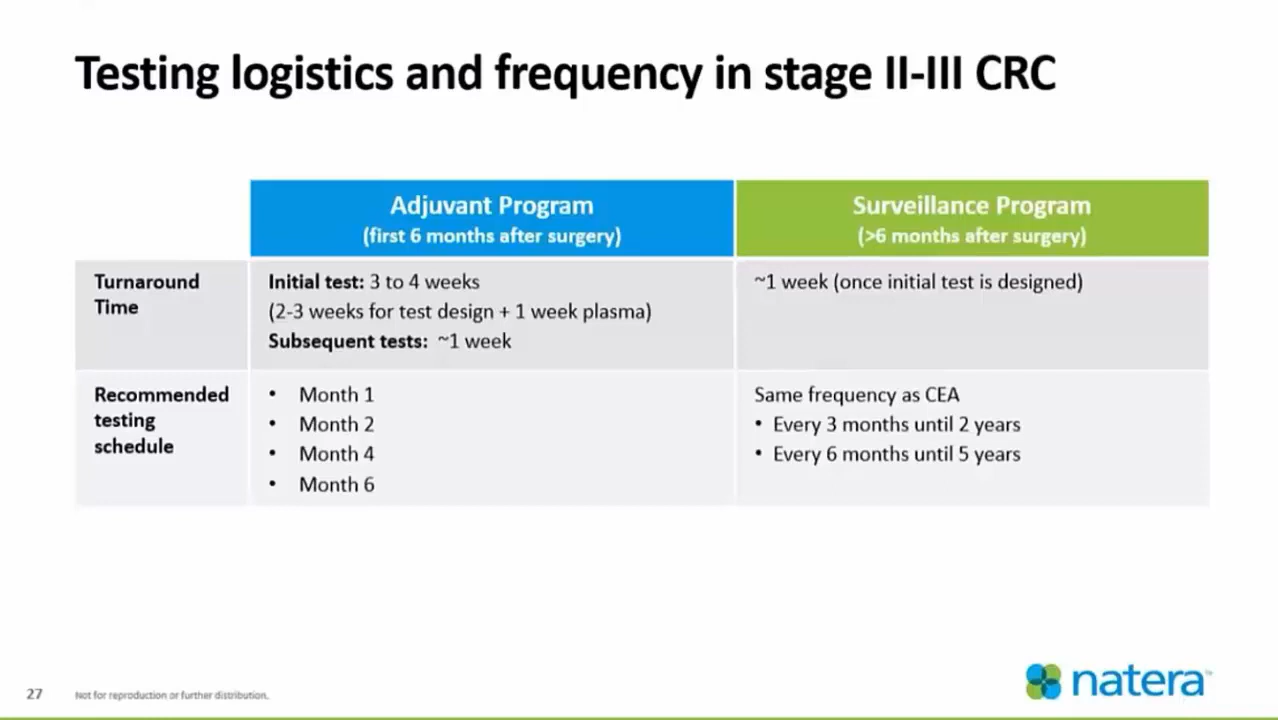 Testing logistics and frequency in stage II-III CRC
Adjuvant Program
(first 6 months after surgery)
Surveillance Program
(>6 months after surgery)
Turnaround
Time
Initial test: 3 to 4 weeks
(2-3 weeks for test design + 1 week plasma)
Subsequent tests: ~1 week
~1 week (once initial test is designed)
Recommended
testing
schedule
• Month 1
• Month 2
• Month 4
• Month 6
Same frequency as CEA
• Every 3 months until 2 years
• Every 6 months until 5 years
27
Not for reproduction or further distribution.
natera™